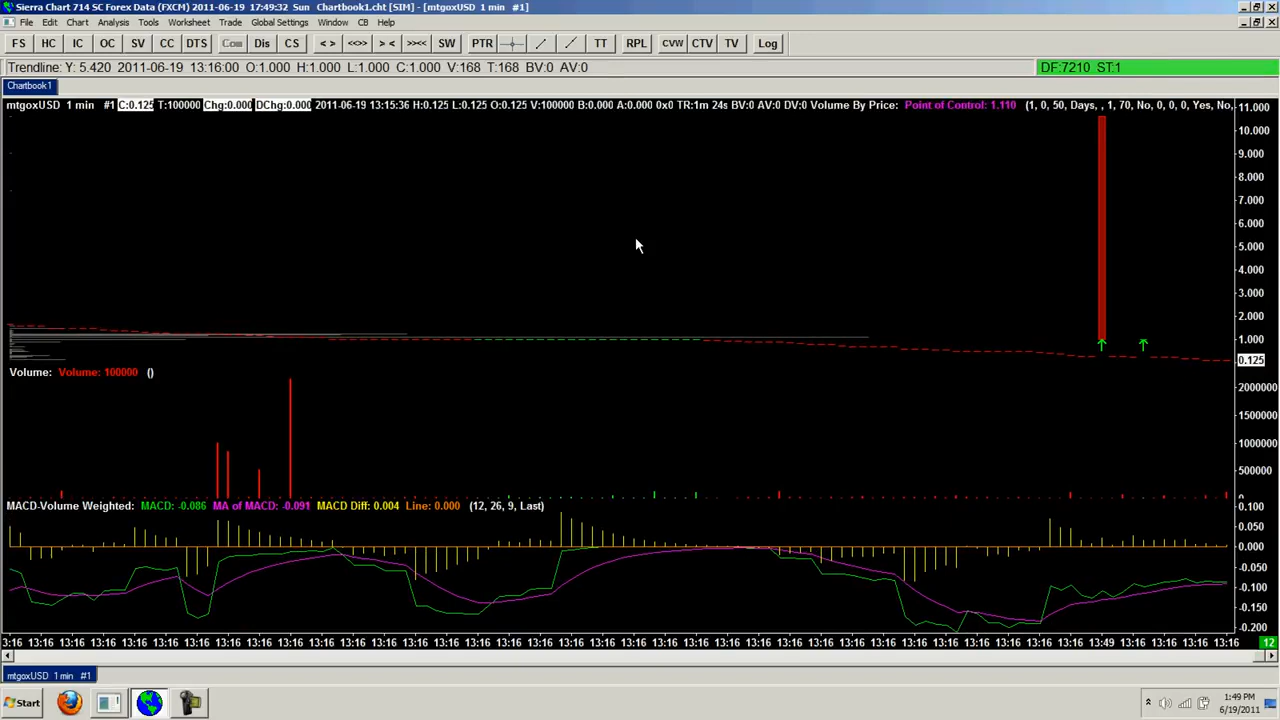 Sierra Chart 714 SC Forex Data (FXCM) 2011-06-19 17:49:32 Sun Chartbook1.cht [SIM] - [mtgoxUSD 1 min #1]
File Edit Chart Analysis Tools Worksheet Trade Global Settings Window CB Help
FS HC IC OC SV CC DTS Com Dis CS < > <<>> > < >><< SW PTR TT RPL CVW CTV TV Log
Trendline: Y: 5.420 2011-06-19 13:16:00 O:1.000 H:1.000 L:1.000 C:1.000 V:168 T:168 BV:0 AV:0 DF:7210 ST:1
Chartbook1
mtgoxUSD 1 min #1 C:0.125 T:100000 Chg:0.000 DChg:0.000 2011-06-19 13:15:36 H:0.125 L:0.125 O:0.125 V:100000 B:0.000 A:0.000 0x0 TR:1m 24s BV:0 AV:0 DV:0 Volume By Price: Point of Control: 1.110 (1, 0, 50, Days, , 1, 70, No, 0, 0, 0, Yes, No,
11.000
10.000
9.000
8.000
7.000
6.000
5.000
4.000
3.000
2.000
1.000
0.125
Volume: Volume: 100000 ()
2000000
1500000
1000000
500000
0
MACD-Volume Weighted: MACD: -0.086 MA of MACD: -0.091 MACD Diff: 0.004 Line: 0.000 (12, 26, 9, Last)
0.100
0.050
0.000
-0.050
-0.100
-0.150
-0.200
3:16 13:16 13:16 13:16 13:16 13:16 13:16 13:16 13:16 13:16 13:16 13:16 13:16 13:16 13:16 13:16 13:16 13:16 13:16 13:16 13:16 13:16 13:16 13:16 13:16 13:16 13:49 13:16 13:16 13:16 13:16 12
mtgoxUSD 1 min #1
Start
1:49 PM
6/19/2011